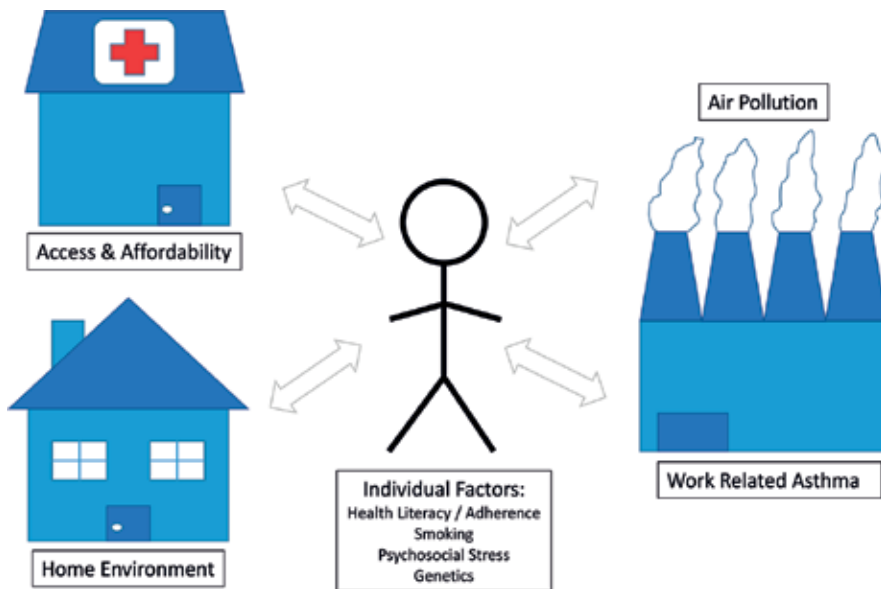 Air Pollution
Access & Affordability
Individual Factors:
Health Literacy / Adherence
Smoking
Psychosocial Stress
Genetics
Work Related Asthma
Home Environment